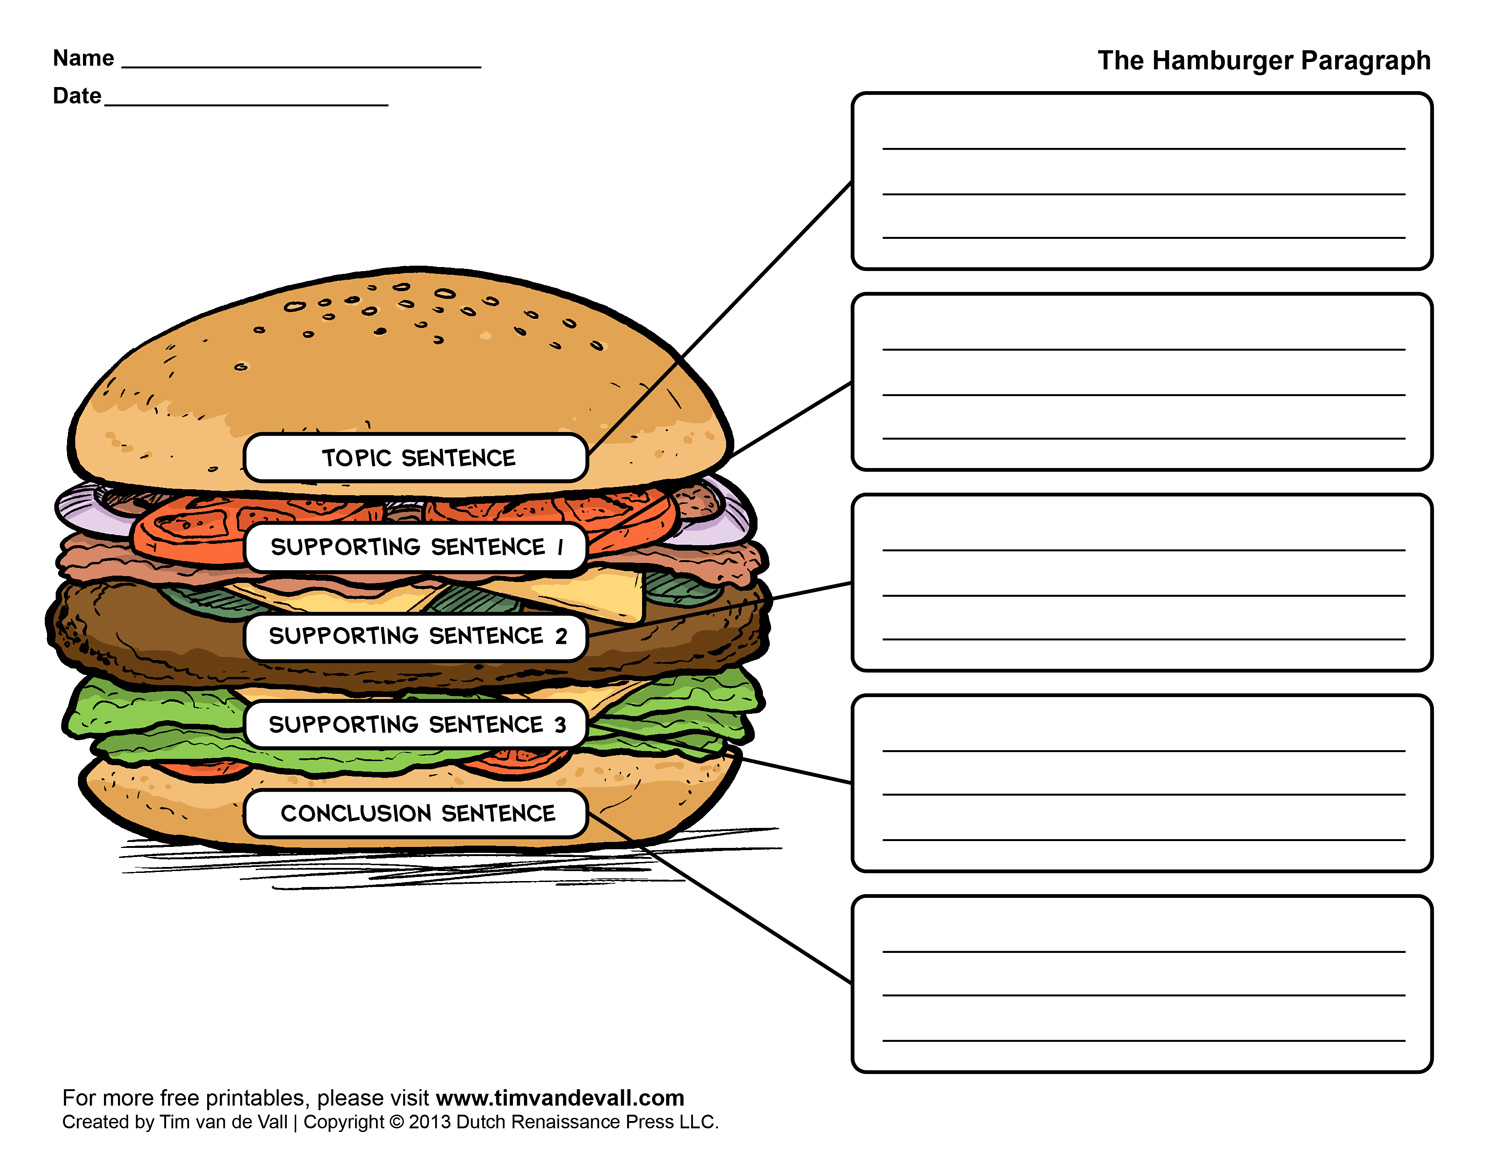 Name
Date
The Hamburger Paragraph
TOPIC SENTENCE
SUPPORTING SENTENCE 1
SUPPORTING SENTENCE 2
SUPPORTING SENTENCE 3
CONCLUSION SENTENCE
For more free printables, please visit www.timvandevall.com
Created by Tim van de Vall | Copyright © 2013 Dutch Renaissance Press LLC.